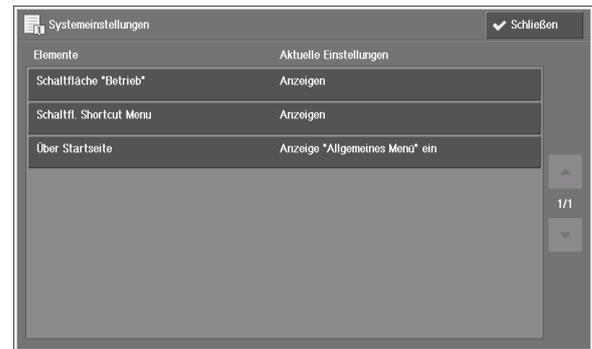 Systemeinstellungen
Schließen
Elemente Aktuelle Einstellungen
Schaltfläche "Betrieb" Anzeigen
Schaltfl. Shortcut Menu Anzeigen
Über Startseite Anzeige "Allgemeines Menü" ein
1/1